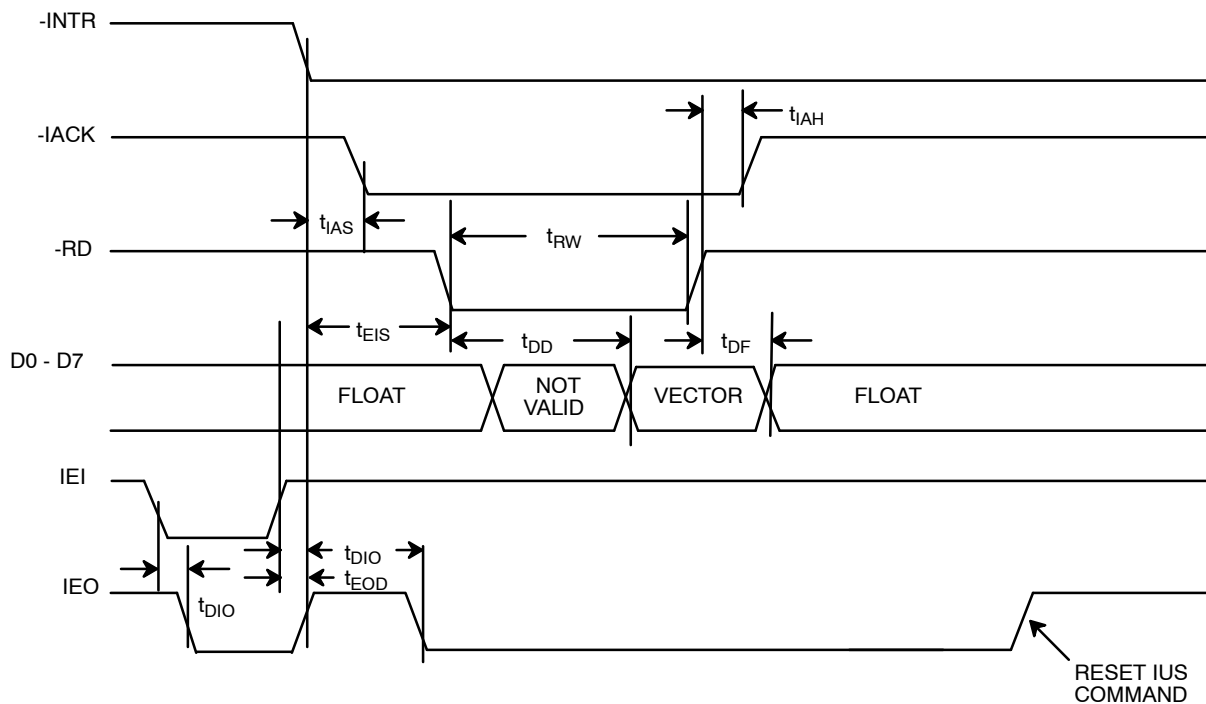 -INTR
tIAH
-IACK
tIAS
tRW
-RD
tEIS
tDD
tDF
D0 - D7
FLOAT
NOT
VALID
VECTOR
FLOAT
IEI
tDIO
tEOD
IEO
tDIO
RESET IUS
COMMAND